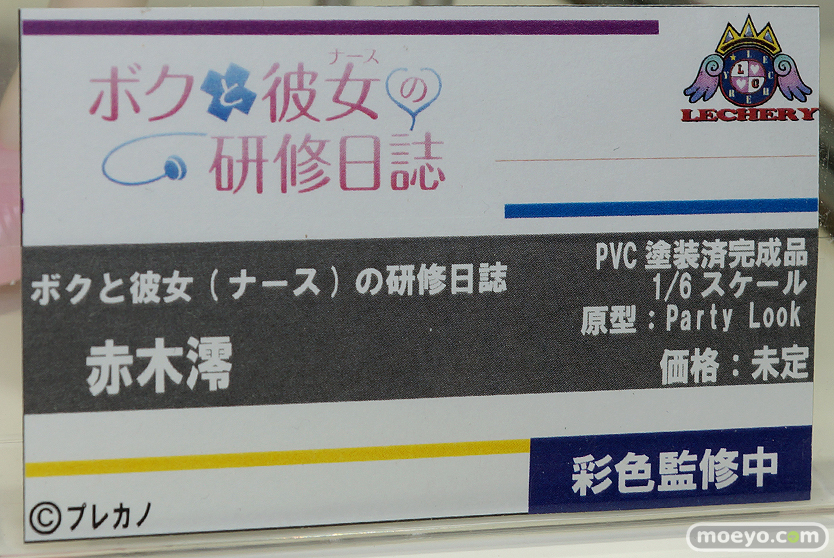 ボクと彼女の
ナース
研修日誌
LECHERY
ボクと彼女(ナース)の研修日誌
赤木澪
PVC 塗装済完成品
1/6 スケール
原型:Party Look
価格:未定
彩色監修中
©プレカノ
moeyo.com